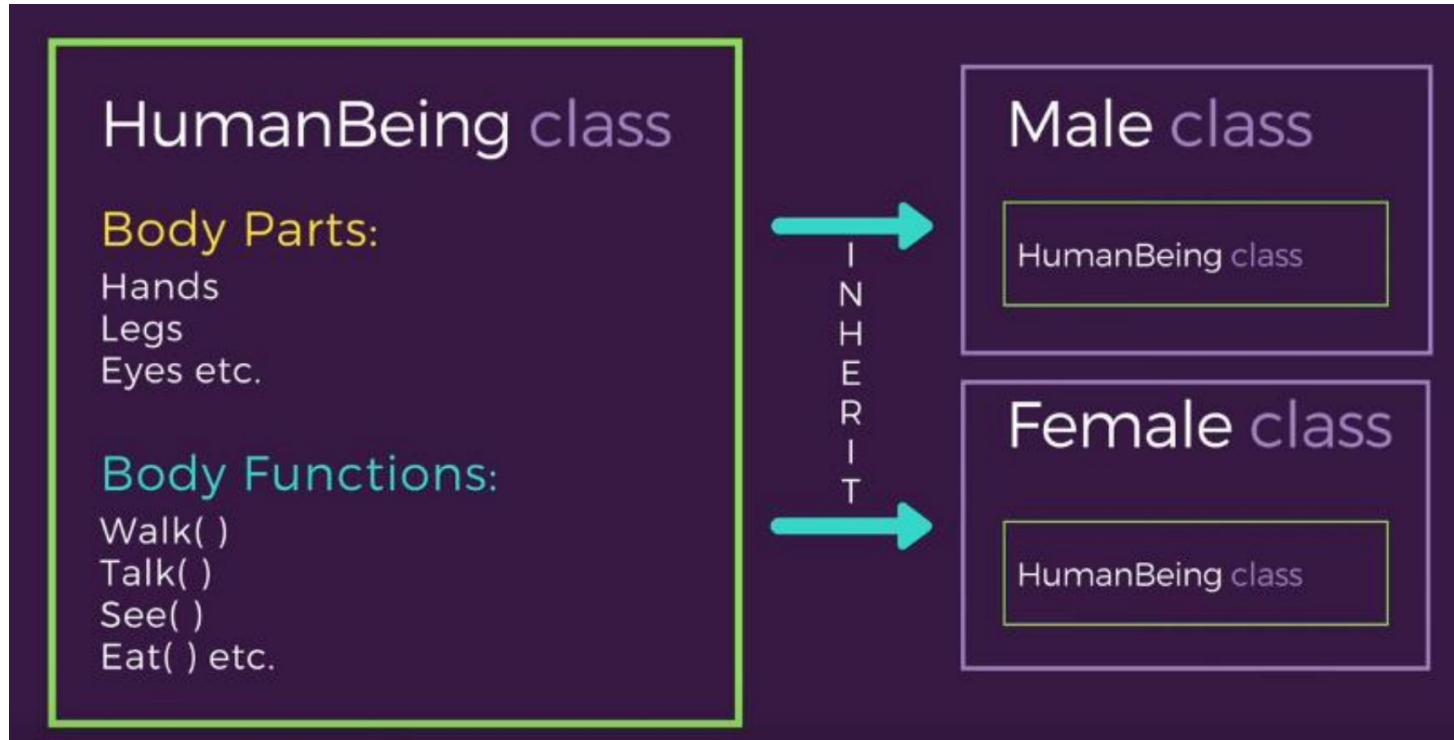 HumanBeing class
Body Parts:
Hands
Legs
Eyes etc.
Body Functions:
Walk( )
Talk( )
See( )
Eat( ) etc.
INHERIT
Male class
HumanBeing class
Female class
HumanBeing class